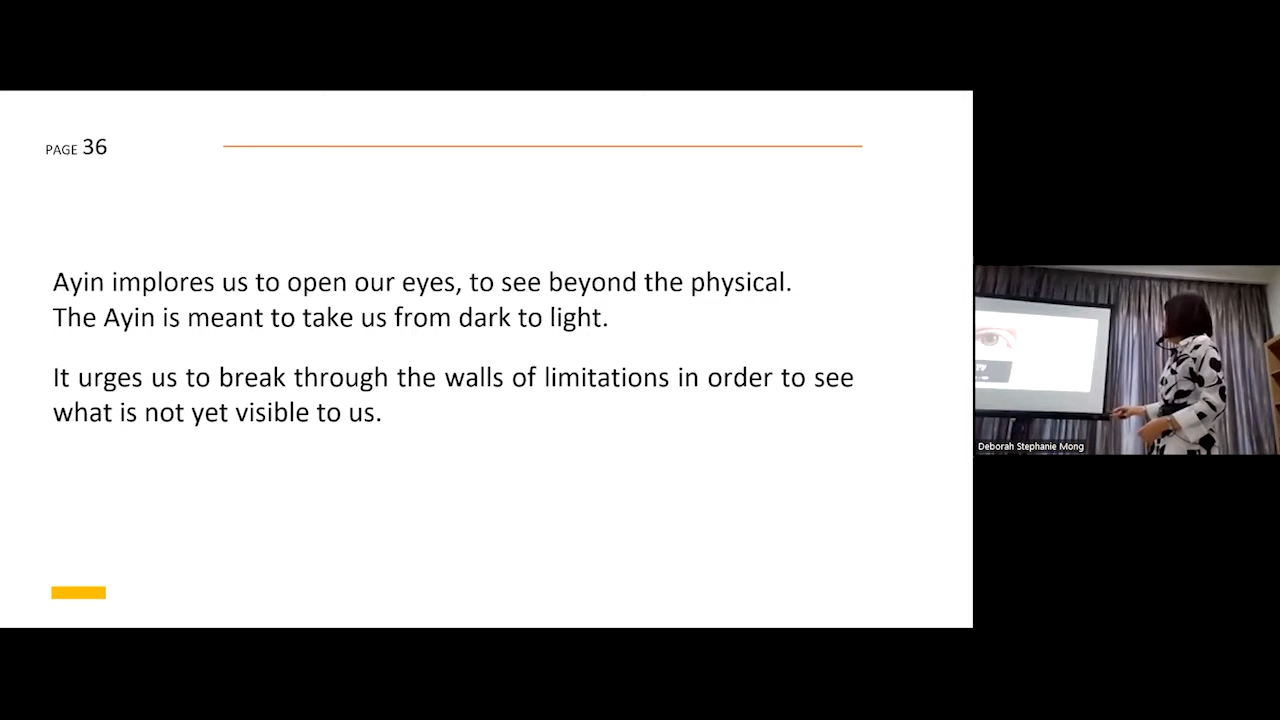 PAGE 36
Ayin implores us to open our eyes, to see beyond the physical.
The Ayin is meant to take us from dark to light.
It urges us to break through the walls of limitations in order to see
what is not yet visible to us.
Deborah Stephanie Mong